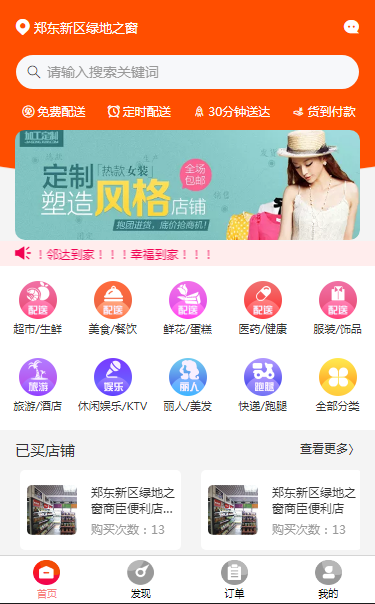 郑东新区绿地之窗
请输入搜索关键词
免费配送 定时配送 30分钟送达 货到付款
加工定制
定制「热款女装」
全场包邮
塑造风格店铺
抱团进货，底价抢商机！
！邻达到家！！！幸福到家！！！
配送 配送 配送 配送 配送
超市/生鲜 美食/餐饮 鲜花/蛋糕 医药/健康 服装/饰品
旅游 娱乐 丽人 跑腿
旅游/酒店 休闲娱乐/KTV 丽人/美发 快递/跑腿 全部分类
已买店铺 查看更多〉
郑东新区绿地之窗商臣便利店...
购买次数：13
郑东新区绿地之窗商臣便利店
购买次数：13
首页 发现 订单 我的